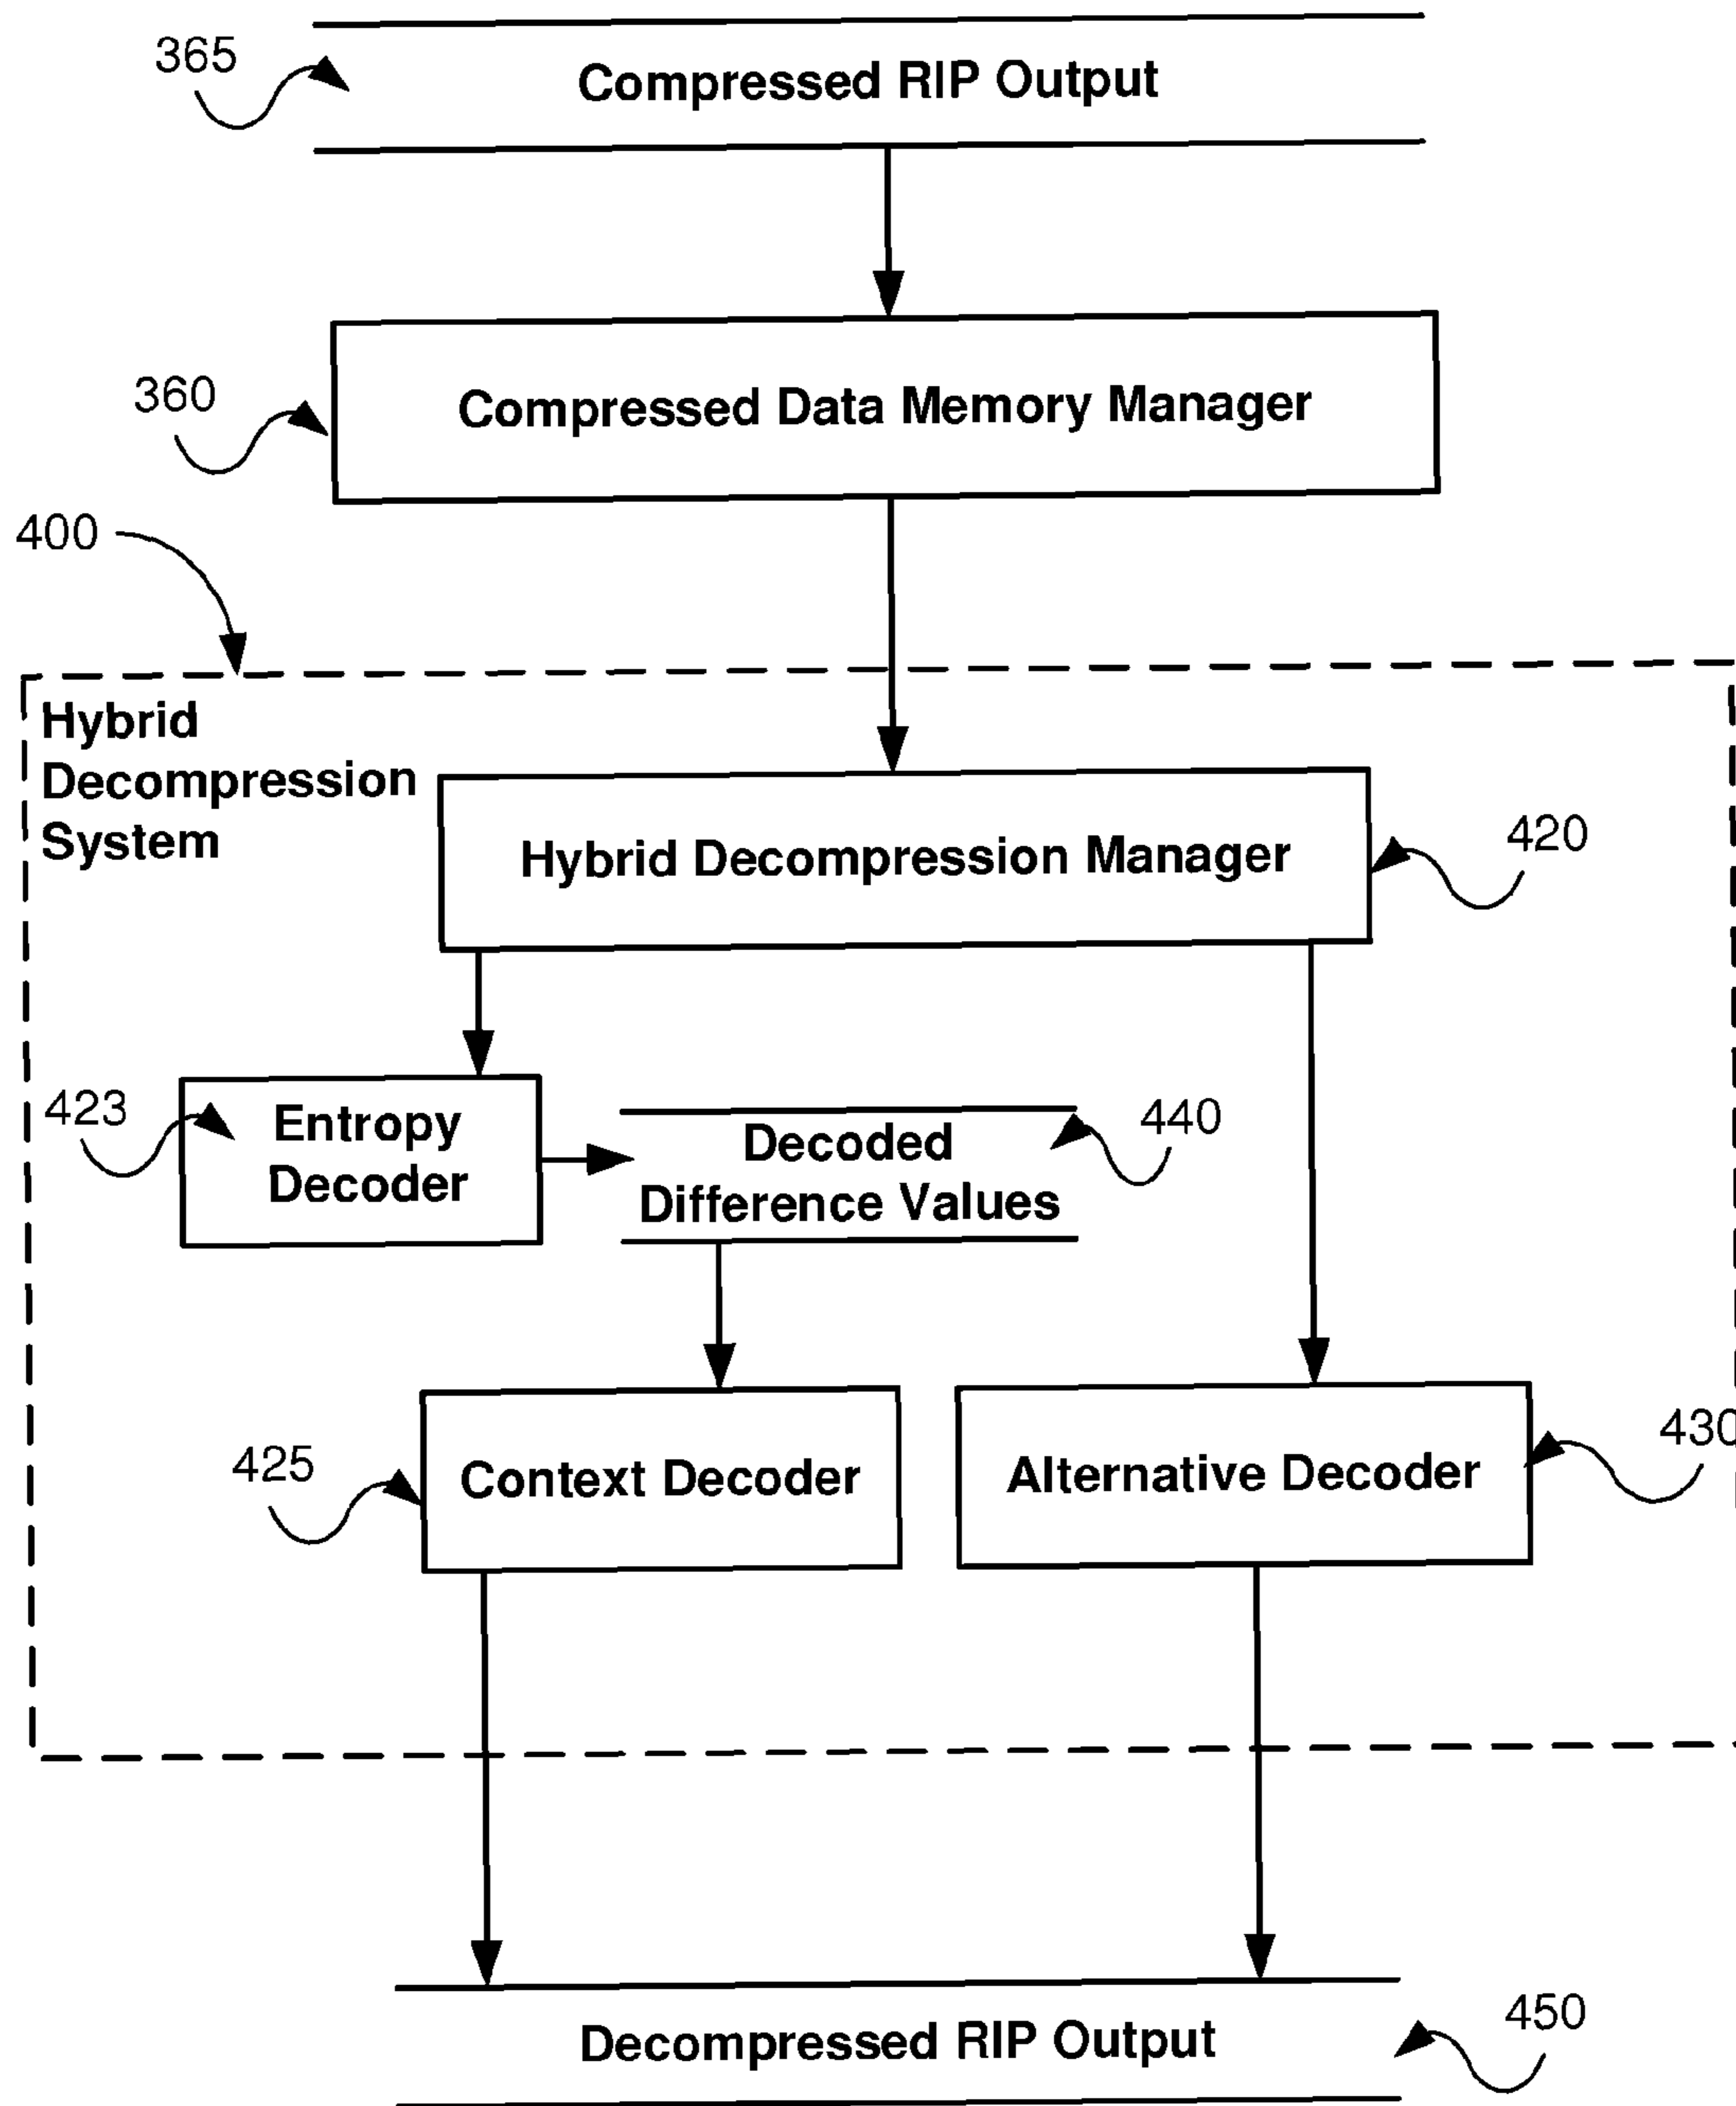 365
Compressed RIP Output
360
Compressed Data Memory Manager
400
Hybrid
Decompression
System
Hybrid Decompression Manager
420
423
Entropy
Decoder
Decoded
Difference Values
440
425
Context Decoder
Alternative Decoder
430
Decompressed RIP Output
450